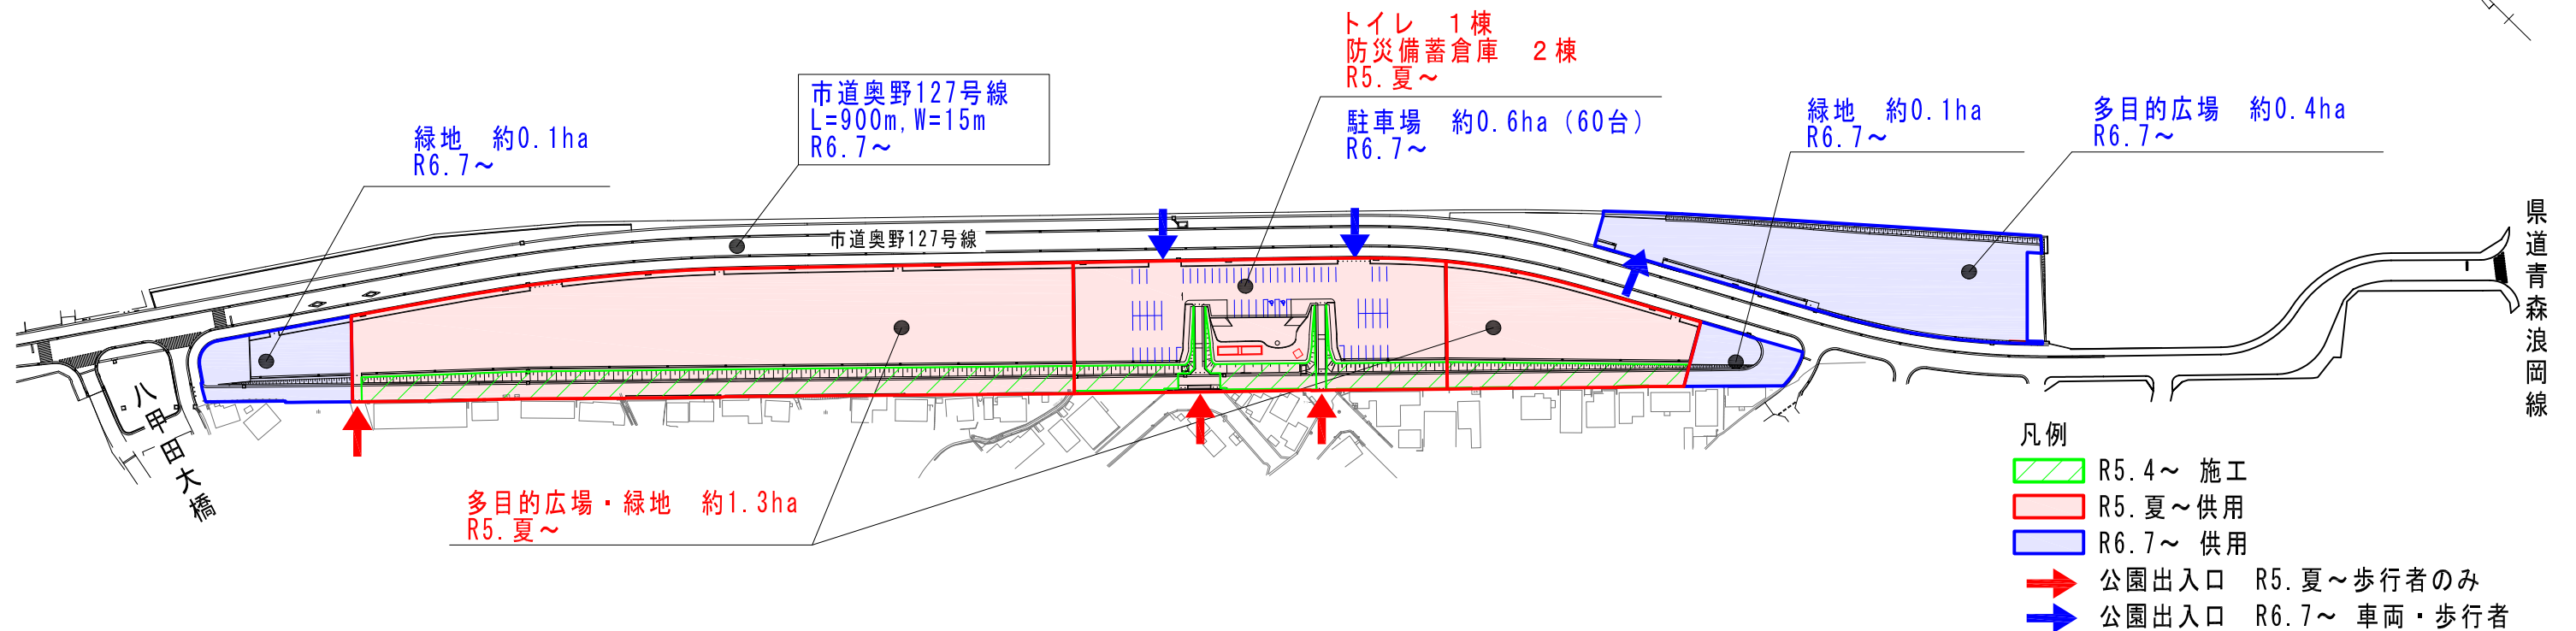 トイレ　１棟
防災備蓄倉庫　２棟
R5.夏～
駐車場　約0.6ha（60台）
R6.7～
市道奥野127号線
L=900m,W=15m
R6.7～
緑地　約0.1ha
R6.7～
緑地　約0.1ha
R6.7～
多目的広場　約0.4ha
R6.7～
市道奥野127号線
県道青森浪岡線
八甲田大橋
多目的広場・緑地　約1.3ha
R5.夏～
凡例
R5.4～ 施工
R5.夏～供用
R6.7～ 供用
公園出入口　R5.夏～歩行者のみ
公園出入口　R6.7～ 車両・歩行者